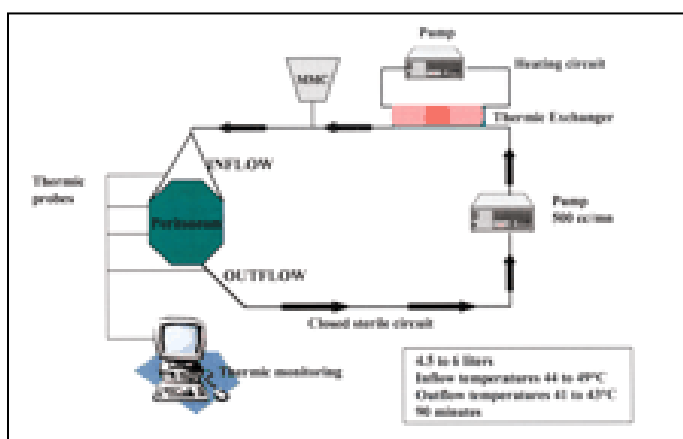 Pump
Heating circuit
MMC
Thermic Exchanger
INFLOW
Thermic
probes
Peritoneum
Pump
500 cc/mn
OUTFLOW
Closed sterile circuit
Thermic monitoring
4.5 to 6 liters
Inflow temperatures 44 to 49°C
Outflow temperatures 41 to 43°C
90 minutes